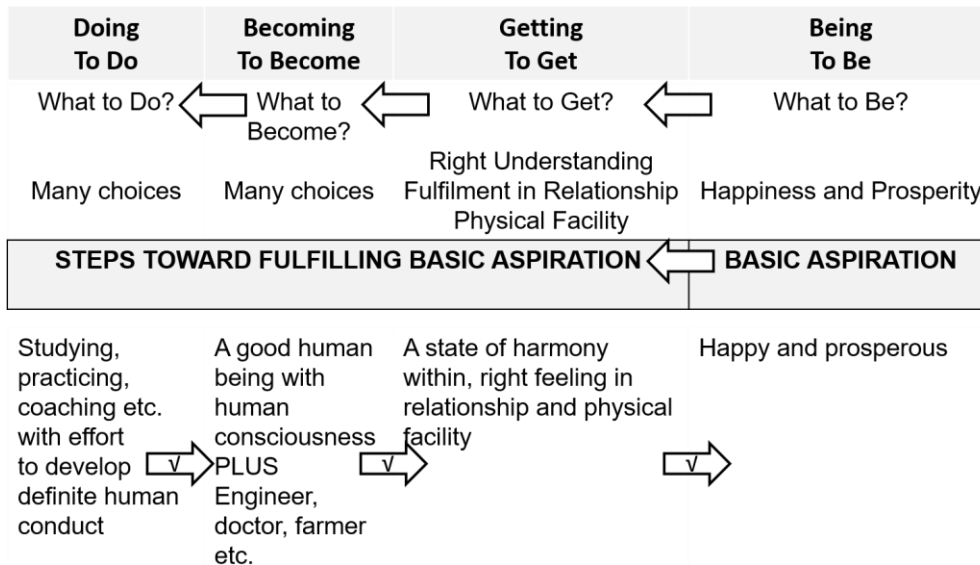 Doing
To Do
Becoming
To Become
Getting
To Get
Being
To Be
What to Do?
What to
Become?
What to Get?
What to Be?
Many choices
Many choices
Right Understanding
Fulfilment in Relationship
Physical Facility
Happiness and Prosperity
STEPS TOWARD FULFILLING BASIC ASPIRATION
BASIC ASPIRATION
Studying,
practicing,
coaching etc.
with effort
to develop
definite human
conduct
√
A good human
being with
human
consciousness
PLUS
Engineer,
doctor, farmer
etc.
√
A state of harmony
within, right feeling in
relationship and physical
facility
√
Happy and prosperous